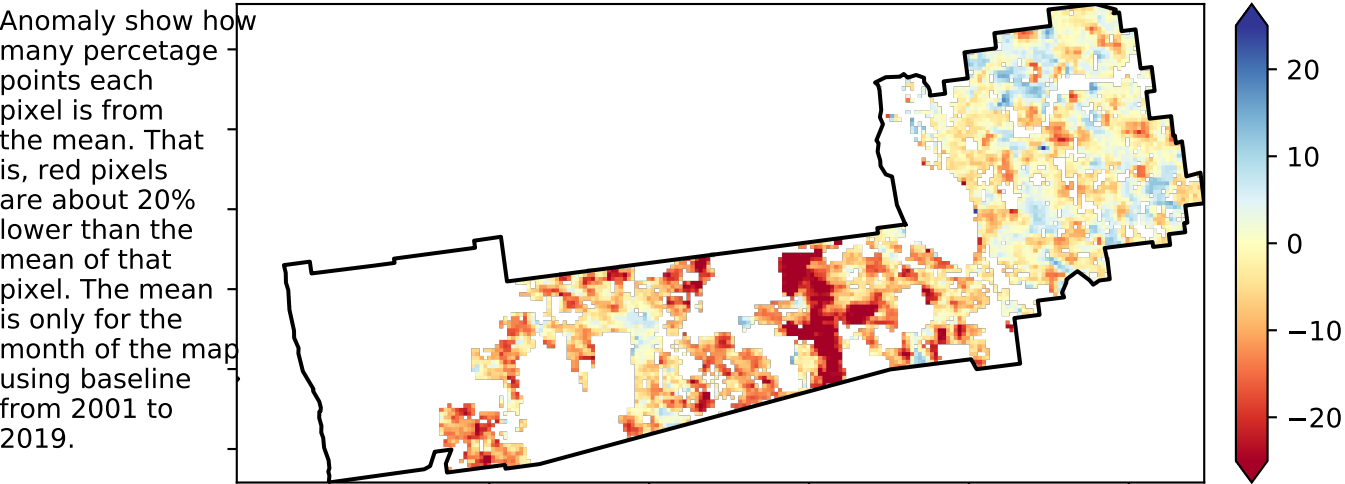 Anomaly show how
many percetage
points each
pixel is from
the mean. That
is, red pixels
are about 20%
lower than the
mean of that
pixel. The mean
is only for the
month of the map
using baseline
from 2001 to
2019.
20
10
0
−10
−20